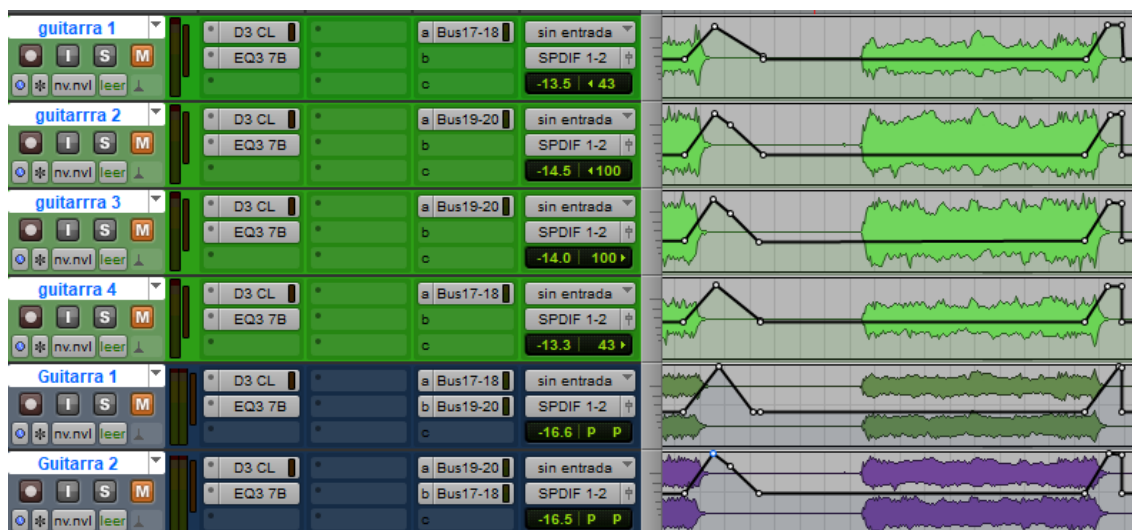 guitarra 1
D3 CL
a Bus17-18
sin entrada
I S M
EQ3 7B
b
SPDIF 1-2
nv.nvl leer
c
-13.5 43
guitarrra 2
D3 CL
a Bus19-20
sin entrada
I S M
EQ3 7B
b
SPDIF 1-2
nv.nvl leer
c
-14.5 100
guitarrra 3
D3 CL
a Bus19-20
sin entrada
I S M
EQ3 7B
b
SPDIF 1-2
nv.nvl leer
c
-14.0 100
guitarra 4
D3 CL
a Bus17-18
sin entrada
I S M
EQ3 7B
b
SPDIF 1-2
nv.nvl leer
c
-13.3 43
Guitarra 1
D3 CL
a Bus17-18
sin entrada
I S M
EQ3 7B
b Bus19-20
SPDIF 1-2
nv.nvl leer
c
-16.6 P P
Guitarra 2
D3 CL
a Bus19-20
sin entrada
I S M
EQ3 7B
b Bus17-18
SPDIF 1-2
nv.nvl leer
c
-16.5 P P